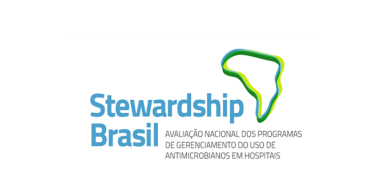 Stewardship
Brasil
AVALIAÇÃO NACIONAL DOS PROGRAMAS
DE GERENCIAMENTO DO USO DE
ANTIMICROBIANOS EM HOSPITAIS